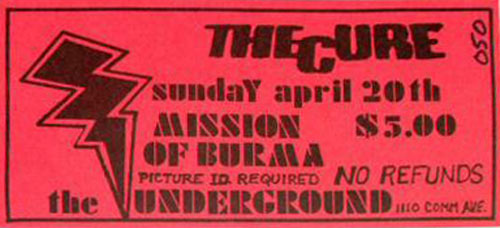 THE CURE
050
sundaY april 20th
MISSION $5.00
OF BURMA
PICTURE I.D. REQUIRED NO REFUNDS
the UNDERGROUND 1110 COMM AVE.